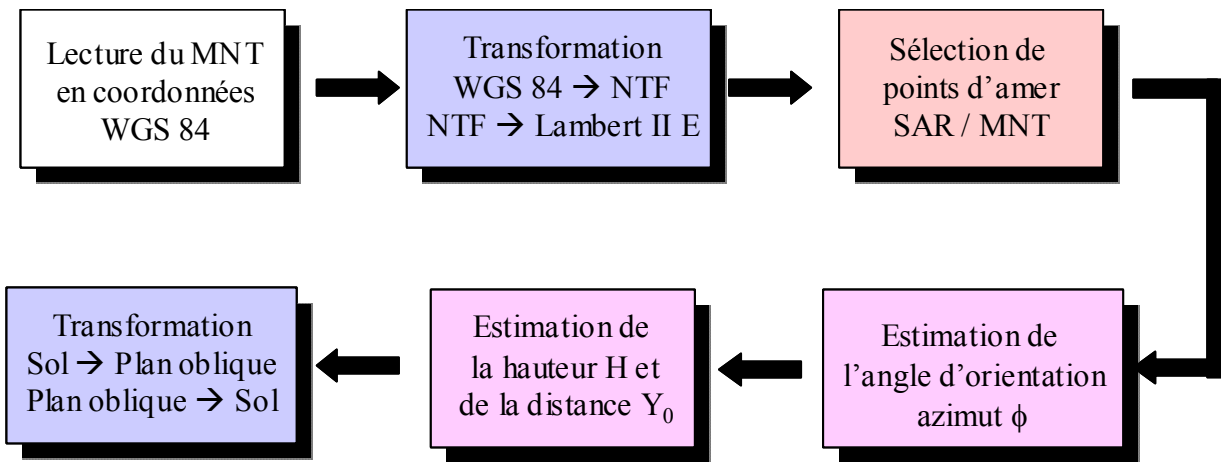 Lecture du MNT
en coordonnées
WGS 84
Transformation
WGS 84 → NTF
NTF → Lambert II E
Sélection de
points d'amer
SAR / MNT
Estimation de
l'angle d'orientation
azimut ϕ
Estimation de
la hauteur H et
de la distance Y₀
Transformation
Sol → Plan oblique
Plan oblique → Sol